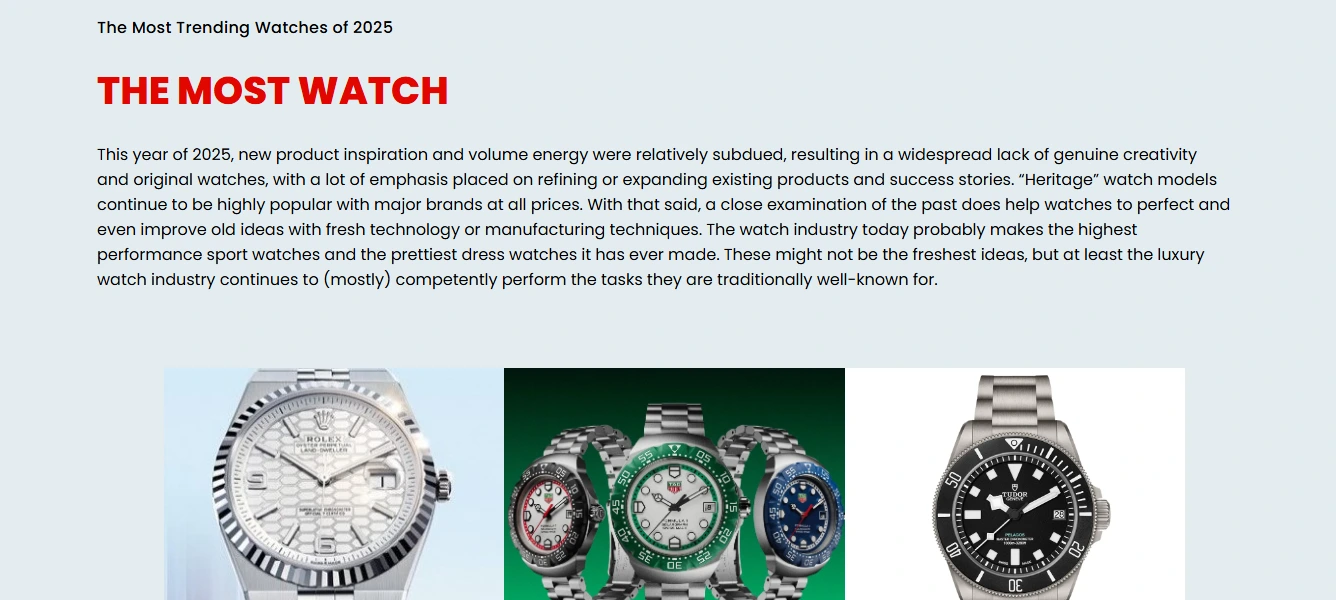 The Most Trending Watches of 2025
THE MOST WATCH
This year of 2025, new product inspiration and volume energy were relatively subdued, resulting in a widespread lack of genuine creativity
and original watches, with a lot of emphasis placed on refining or expanding existing products and success stories. “Heritage” watch models
continue to be highly popular with major brands at all prices. With that said, a close examination of the past does help watches to perfect and
even improve old ideas with fresh technology or manufacturing techniques. The watch industry today probably makes the highest
performance sport watches and the prettiest dress watches it has ever made. These might not be the freshest ideas, but at least the luxury
watch industry continues to (mostly) competently perform the tasks they are traditionally well-known for.
ROLEX
OYSTER PERPETUAL
LAND-DWELLER
TUDOR
GENEVE
28
PELAGOS